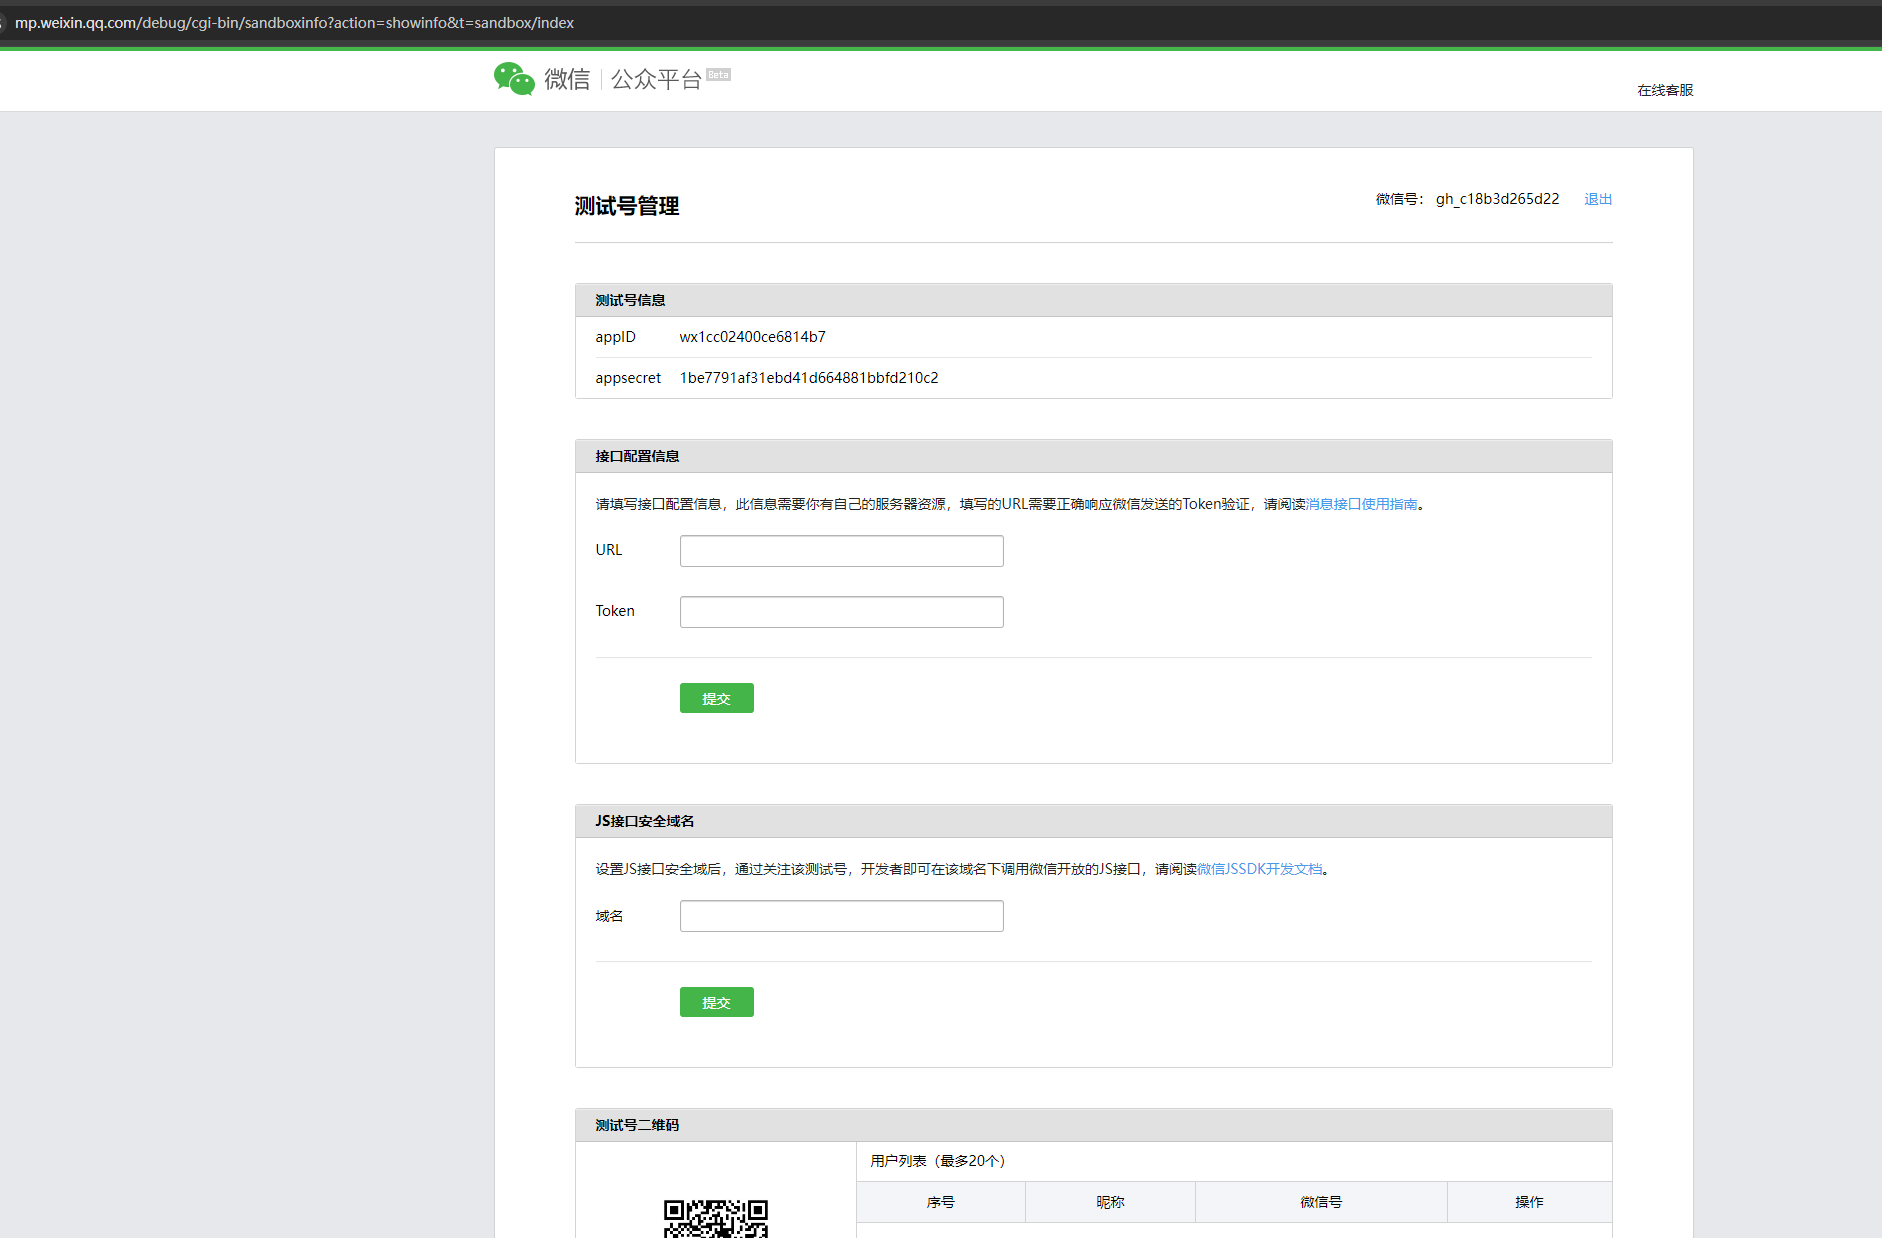 mp.weixin.qq.com/debug/cgi-bin/sandboxinfo?action=showinfo&t=sandbox/index
微信 公众平台 Beta
在线客服
测试号管理
微信号： gh_c18b3d265d22 退出
测试号信息
appID wx1cc02400ce6814b7
appsecret 1be7791af31ebd41d664881bbfd210c2
接口配置信息
请填写接口配置信息，此信息需要你有自己的服务器资源，填写的URL需要正确响应微信发送的Token验证，请阅读消息接口使用指南。
URL
Token
提交
JS接口安全域名
设置JS接口安全域后，通过关注该测试号，开发者即可在该域名下调用微信开放的JS接口，请阅读微信JSSDK开发文档。
域名
提交
测试号二维码
用户列表（最多20个）
序号 昵称 微信号 操作